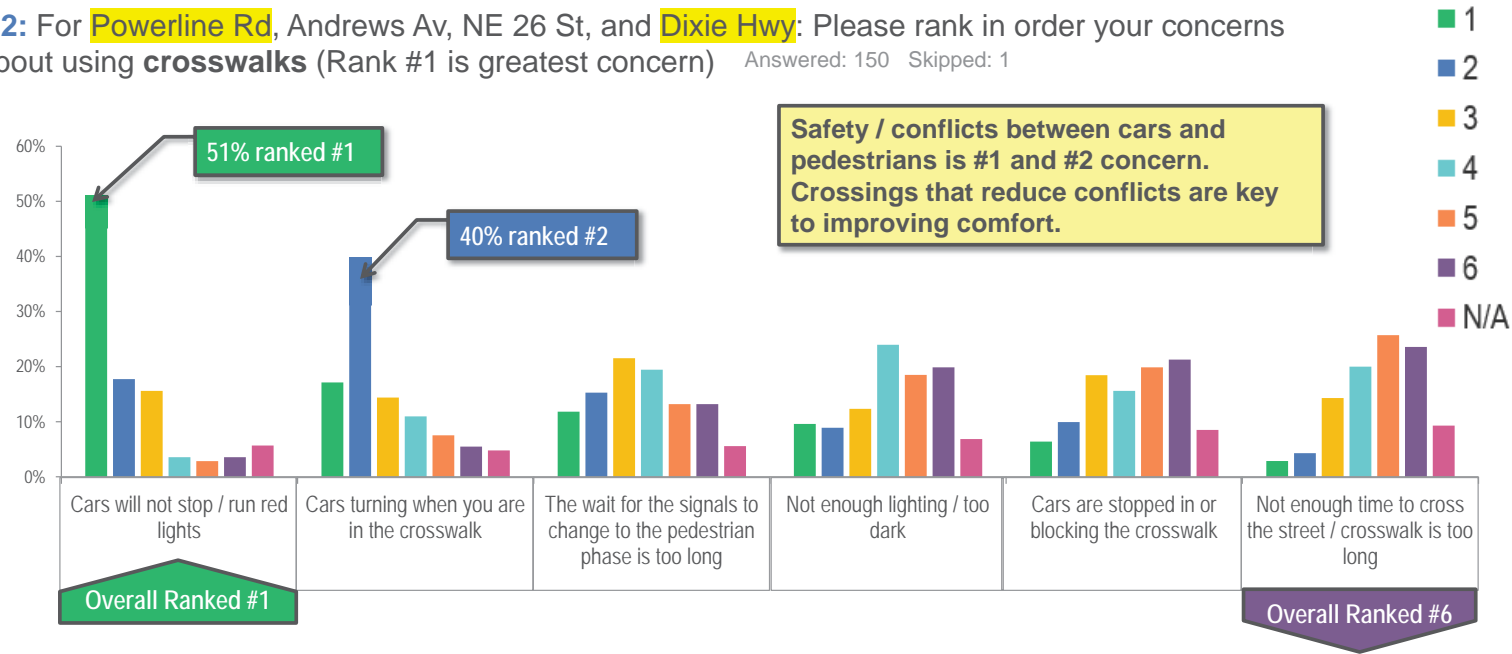 2: For Powerline Rd, Andrews Av, NE 26 St, and Dixie Hwy: Please rank in order your concerns
bout using crosswalks (Rank #1 is greatest concern) Answered: 150 Skipped: 1
1
2
3
4
5
6
N/A
Safety / conflicts between cars and
pedestrians is #1 and #2 concern.
Crossings that reduce conflicts are key
to improving comfort.
51% ranked #1
40% ranked #2
60%
50%
40%
30%
20%
10%
0%
Cars will not stop / run red
lights
Cars turning when you are
in the crosswalk
The wait for the signals to
change to the pedestrian
phase is too long
Not enough lighting / too
dark
Cars are stopped in or
blocking the crosswalk
Not enough time to cross
the street / crosswalk is too
long
Overall Ranked #1
Overall Ranked #6